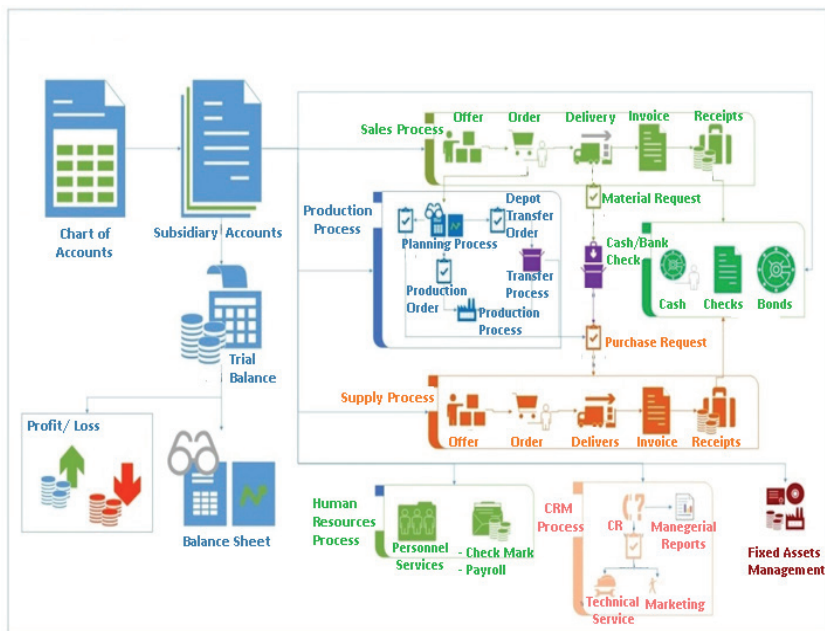 Offer
Order
Delivery
Invoice
Receipts
Sales Process
Chart of
Accounts
Subsidiary Accounts
Production
Process
Planning Process
Depot
Transfer
Order
Production
Order
Transfer
Process
Production
Process
Material Request
Cash/Bank
Check
Cash
Checks
Bonds
Purchase Request
Trial
Balance
Supply Process
Offer
Order
Delivers
Invoice
Receipts
Profit/ Loss
Balance Sheet
Human
Resources
Process
Personnel
Services
- Check Mark
- Payroll
CRM
Process
CR
Manegerial
Reports
Technical
Service
Marketing
Fixed Assets
Management